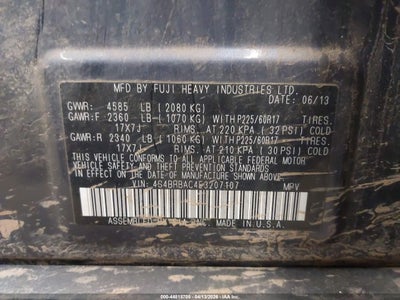 MFD BY FUJI HEAVY INDUSTRIES LTD.
GVWR: 4585 LB (2080 KG) DATE 06/13
GAWR:F 2360 LB (1070 KG) WITH P225/60R17 TIRES.
17X7J RIMS. AT 220 KPA (32 PSI) COLD
GAWR:R 2340 LB (1060 KG) WITH P225/60R17 TIRES.
17X7J RIMS. AT 210 KPA (30 PSI) COLD
THIS VEHICLE CONFORMS TO ALL APPLICABLE
FEDERAL MOTOR VEHICLE SAFETY BUMPER AND
THEFT PREVENTION STANDARDS IN EFFECT ON
THE DATE OF MANUFACTURE SHOWN ABOVE.
VIN: MPV
MADE IN U.S.A.